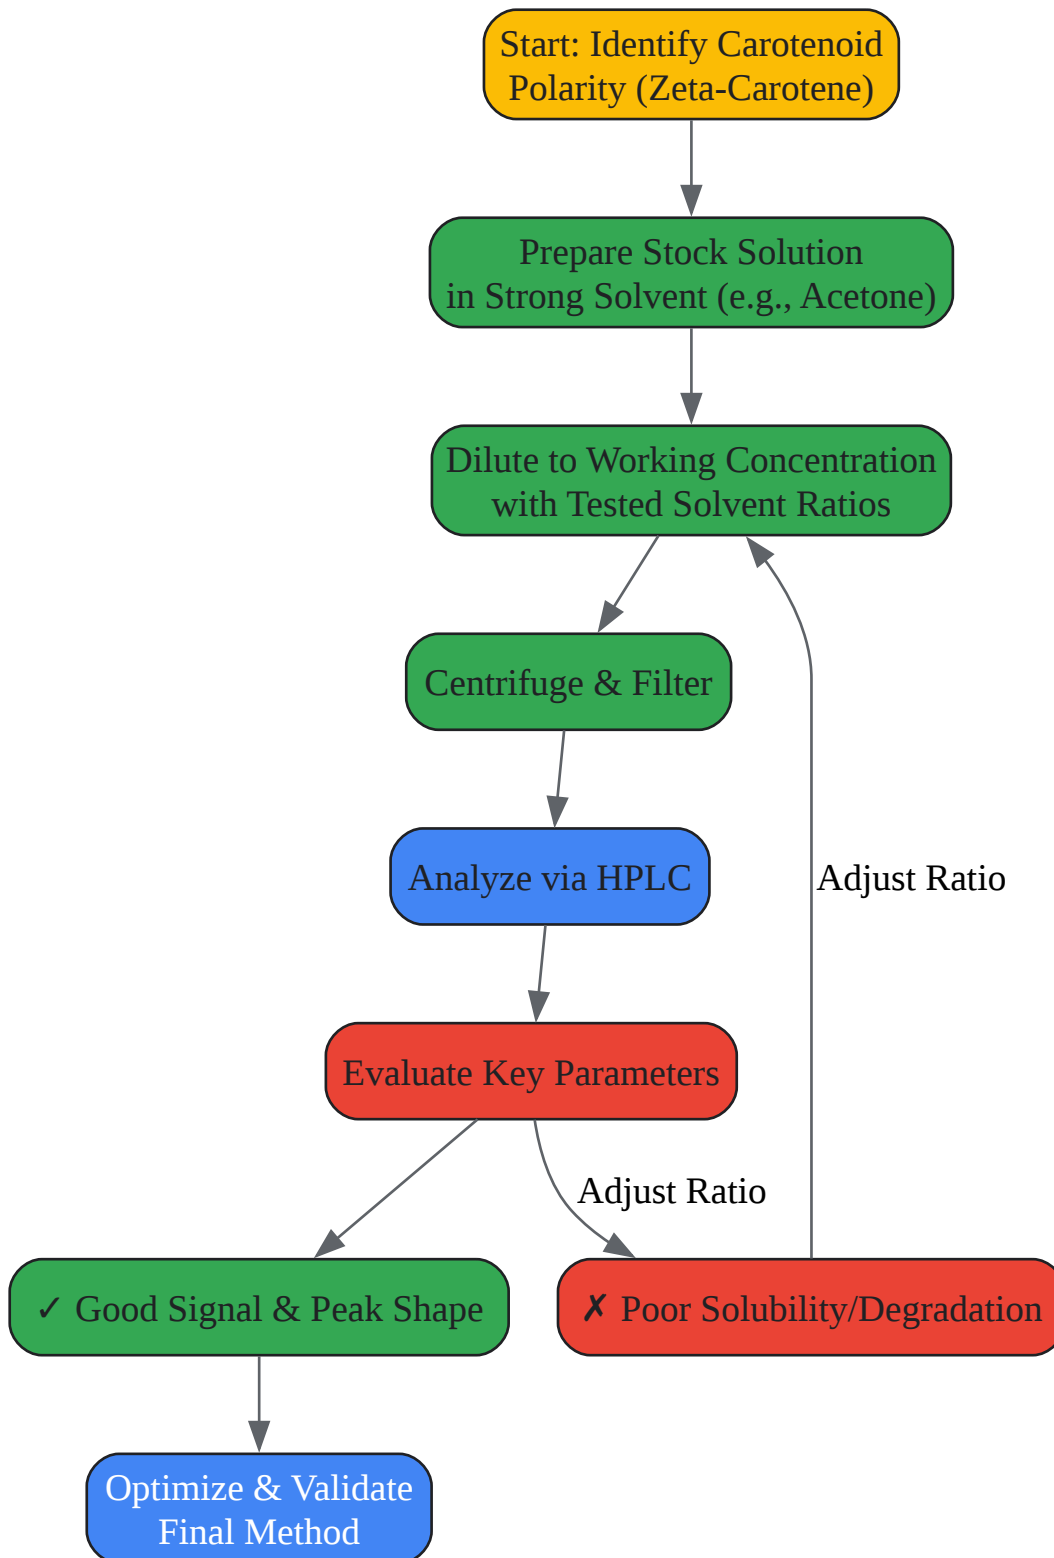 Start: Identify Carotenoid
Polarity (Zeta-Carotene)
Prepare Stock Solution
in Strong Solvent (e.g., Acetone)
Dilute to Working Concentration
with Tested Solvent Ratios
Centrifuge & Filter
Analyze via HPLC
Adjust Ratio
Evaluate Key Parameters
Adjust Ratio
✓ Good Signal & Peak Shape
✗ Poor Solubility/Degradation
Optimize & Validate
Final Method